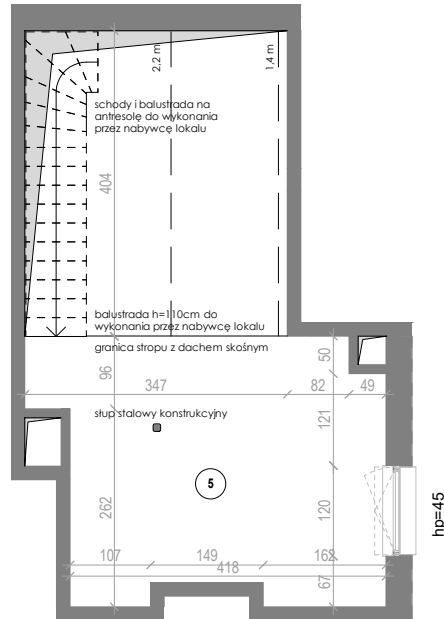 2,2 m
1,4 m
schody i balustrada na
antresolę do wykonania
przez nabywcę lokalu
404
balustrada h=110cm do
wykonania przez nabywcę lokalu
granica stropu z dachem skośnym
96
50
347
82
49
słup stalowy konstrukcyjny
121
5
262
120
hp=45
107
149
162
418
67